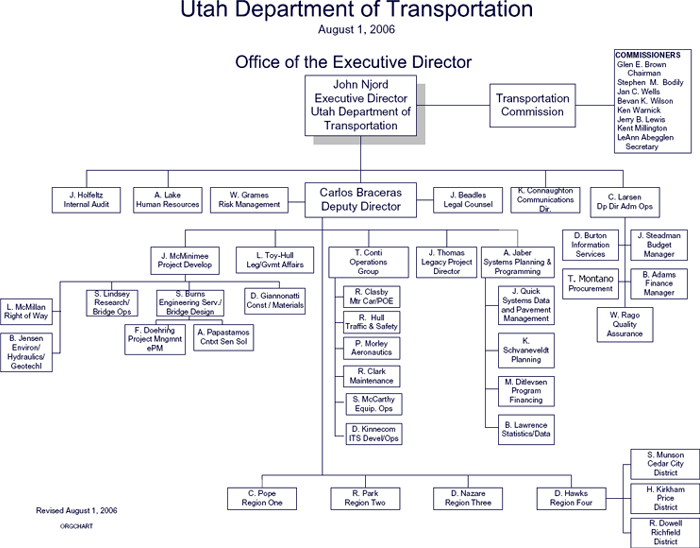 Utah Department of Transportation
August 1, 2006
Office of the Executive Director
John Njord
Executive Director
Utah Department of
Transportation
Transportation
Commission
COMMISSIONERS
Glen E. Brown
Chairman
Stephen M. Bodily
Jan C. Wells
Bevan K. Wilson
Ken Warnick
Jerry B. Lewis
Kent Millington
LeAnn Abegglen
Secretary
J. Holfeltz
Internal Audit
A. Lake
Human Resources
W. Grames
Risk Management
Carlos Braceras
Deputy Director
J. Beadles
Legal Counsel
K. Connaughton
Communications
Dir.
C. Larsen
Dp Dir Adm Ops
J. McMinimee
Project Develop
L. Toy-Hull
Leg/Gvmt Affairs
T. Conti
Operations
Group
J. Thomas
Legacy Project
Director
A. Jaber
Systems Planning &
Programming
D. Burton
Information
Services
J. Steadman
Budget
Manager
T. Montano
Procurement
B. Adams
Finance
Manager
W. Rago
Quality
Assurance
L. McMillan
Right of Way
S. Lindsey
Research/
Bridge Ops
S. Burns
Engineering Serv./
Bridge Design
D. Giannonatti
Const / Materials
B. Jensen
Environ/
Hydraulics/
Geotechl
F. Doehring
Project Mngmnt
ePM
A. Papastamos
Cntxt Sen Sol
R. Clasby
Mtr Car/POE
R. Hull
Traffic & Safety
P. Morley
Aeronautics
R. Clark
Maintenance
S. McCarthy
Equip. Ops
D. Kinnecom
ITS Devel/Ops
J. Quick
Systems Data
and Pavement
Management
K.
Schvaneveldt
Planning
M. Ditlevsen
Program
Financing
B. Lawrence
Statistics/Data
C. Pope
Region One
R. Park
Region Two
D. Nazare
Region Three
D. Hawks
Region Four
S. Munson
Cedar City
District
H. Kirkham
Price
District
R. Dowell
Richfield
District
Revised August 1, 2006
ORGCHART